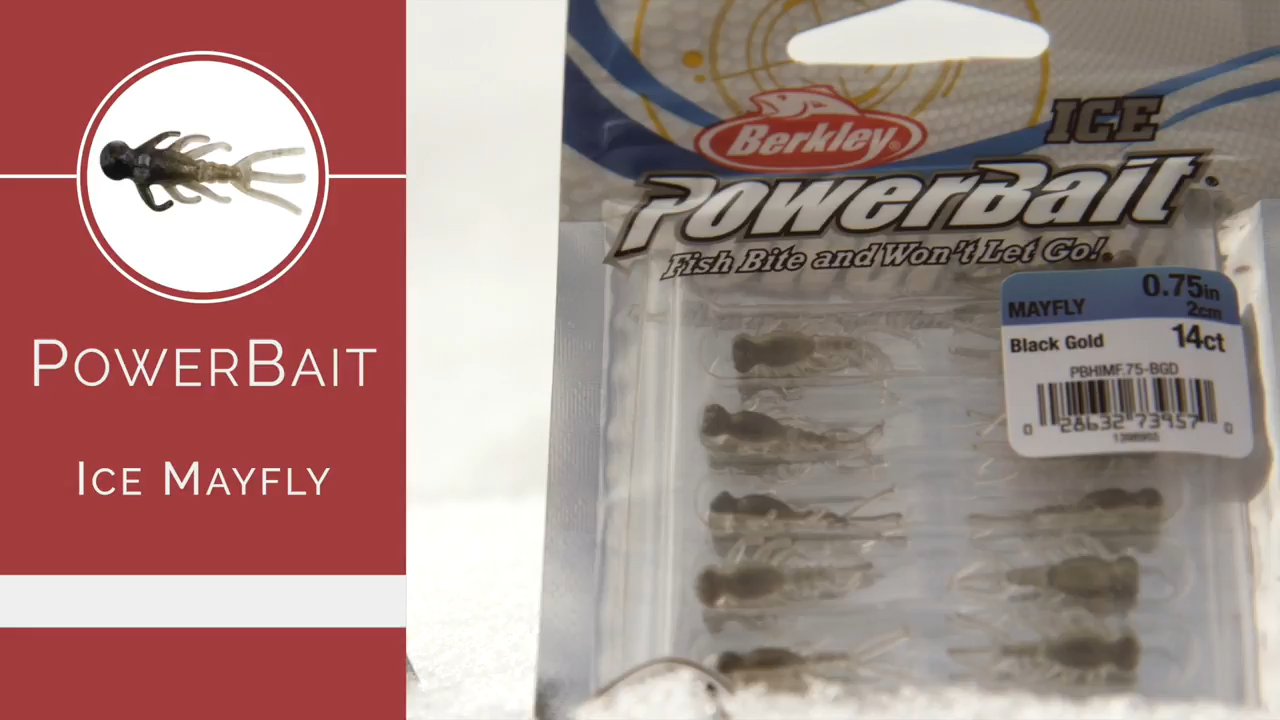 PowerBait
Ice Mayfly
Berkley®
ICE
PowerBait
Fish Bite and Won't Let Go!
0.75in
MAYFLY
2cm
Black Gold
14ct
PBHIMF.75-BGD
0 28632 73957 0